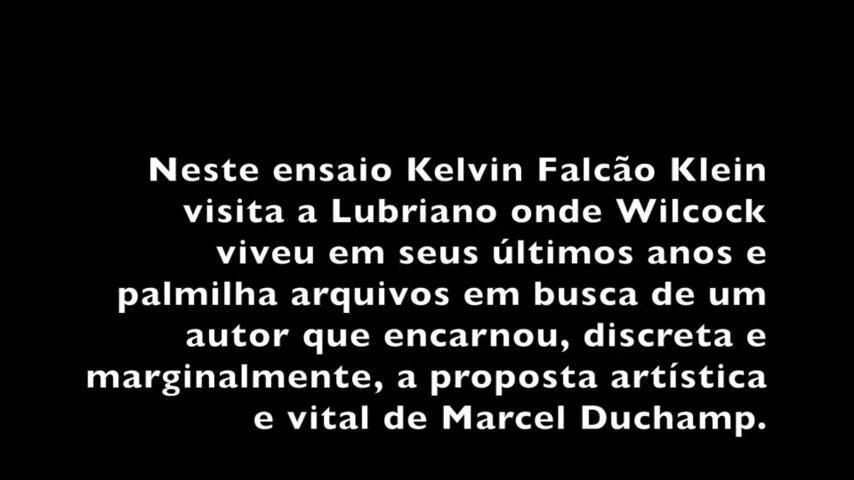 Neste ensaio Kelvin Falcão Klein
visita a Lubriano onde Wilcock
viveu em seus últimos anos e
palmilha arquivos em busca de um
autor que encarnou, discreta e
marginalmente, a proposta artística
e vital de Marcel Duchamp.